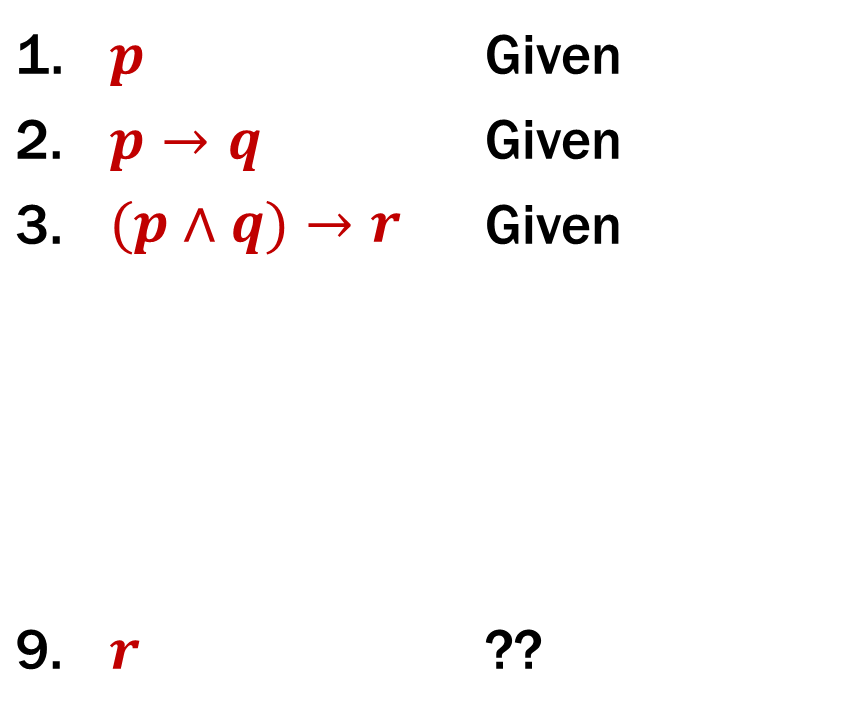 1. p Given
2. p → q Given
3. (p ∧ q) → r Given
9. r ??